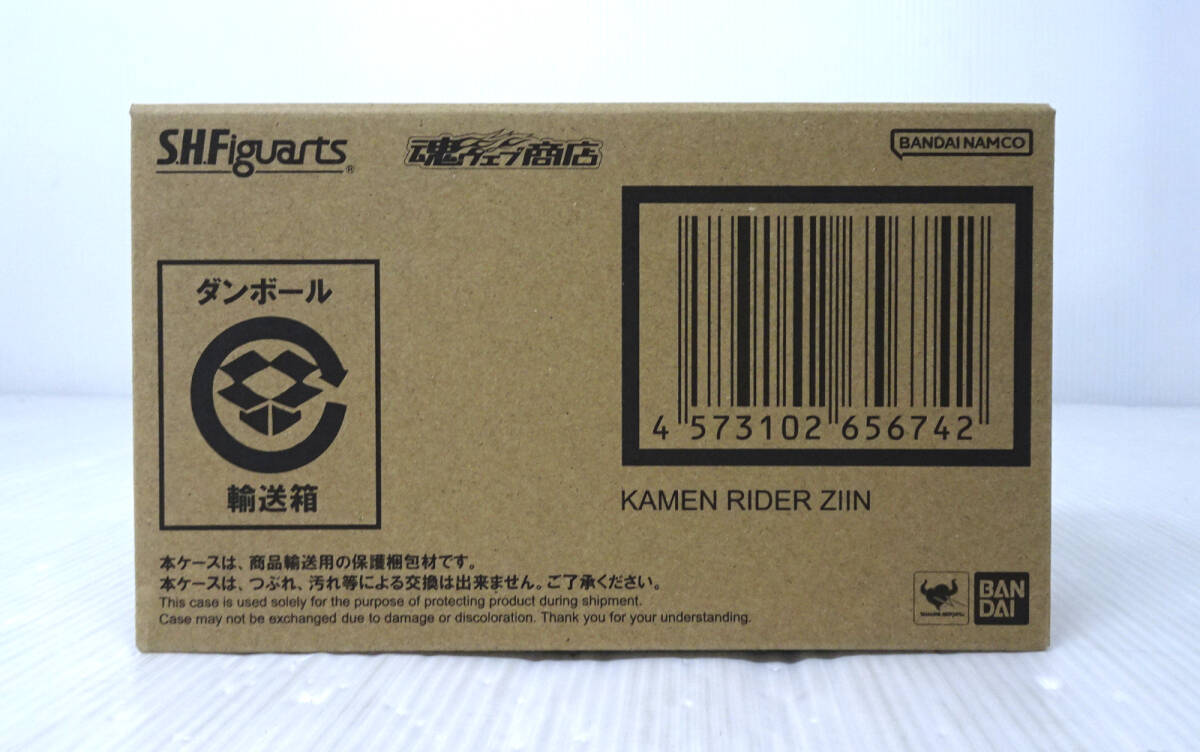 S.H.Figuarts®
魂ウェブ商店
BANDAI NAMCO
ダンボール
輸送箱
4 573102 656742
KAMEN RIDER ZIIN
本ケースは、商品輸送用の保護梱包材です。
本ケースは、つぶれ、汚れ等による交換は出来ません。ご了承ください。
This case is used solely for the purpose of protecting product during shipment.
Case may not be exchanged due to damage or discoloration. Thank you for your understanding.
BAN
DAI